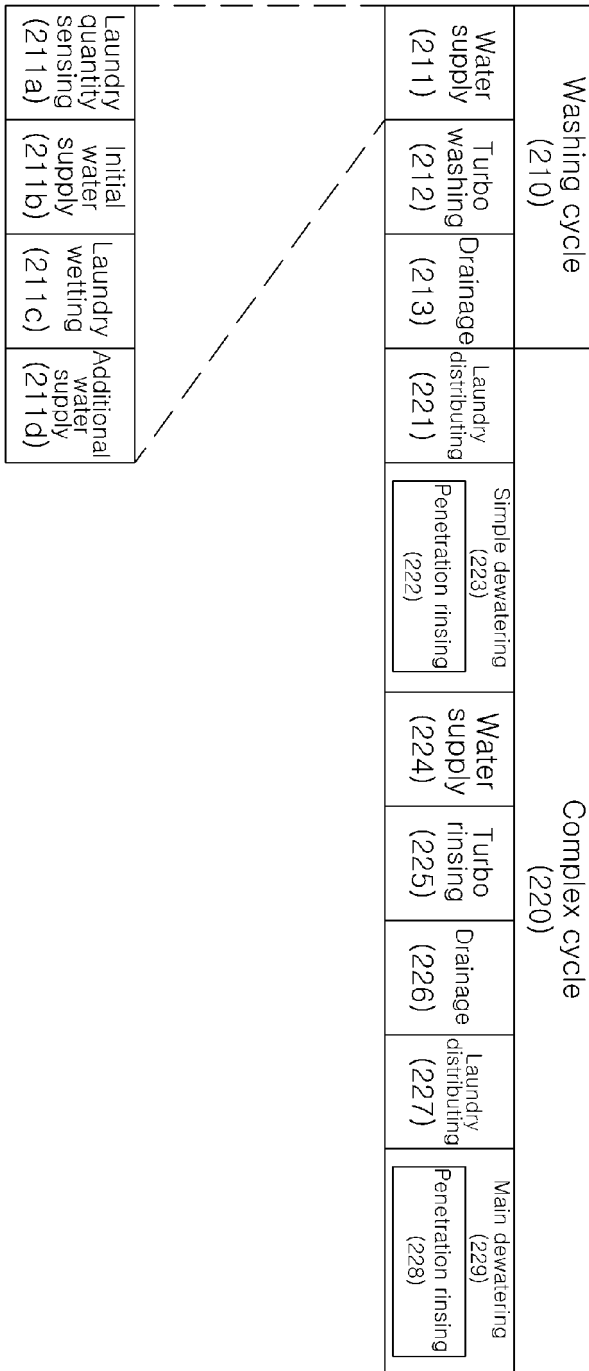 Washing cycle
(210)
Complex cycle
(220)
Water
supply
(211)
Turbo
washing
(212)
Drainage
(213)
Laundry
distributing
(221)
Simple dewatering
(223)
Penetration rinsing
(222)
Water
supply
(224)
Turbo
rinsing
(225)
Drainage
(226)
Laundry
distributing
(227)
Main dewatering
(229)
Penetration rinsing
(228)
Laundry
quantity
sensing
(211a)
Initial
water
supply
(211b)
Laundry
wetting
(211c)
Additional
water
supply
(211d)